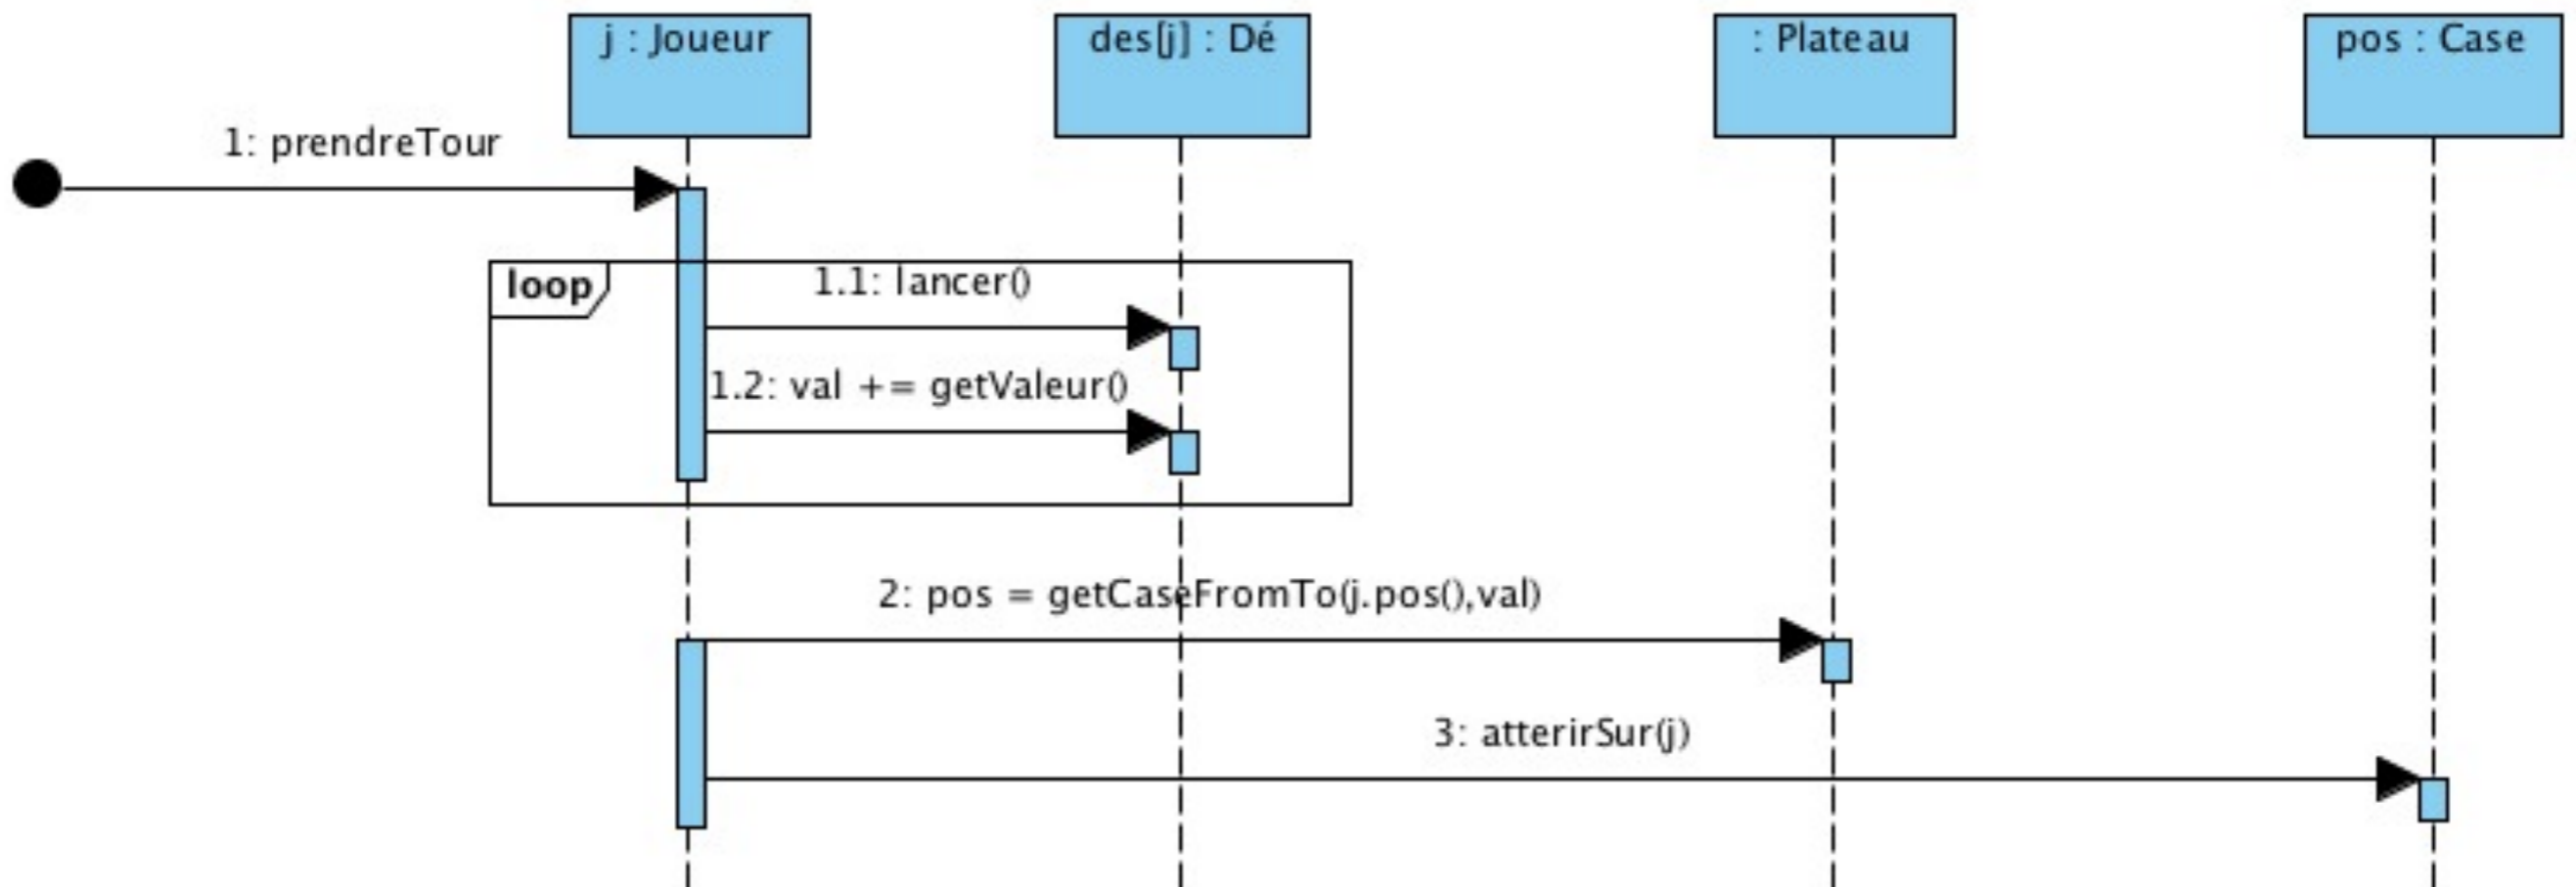 j : Joueur
des[j] : Dé
: Plateau
pos : Case
1: prendreTour
loop
1.1: lancer()
1.2: val += getValeur()
2: pos = getCaseFromTo(j.pos(),val)
3: atterirSur(j)